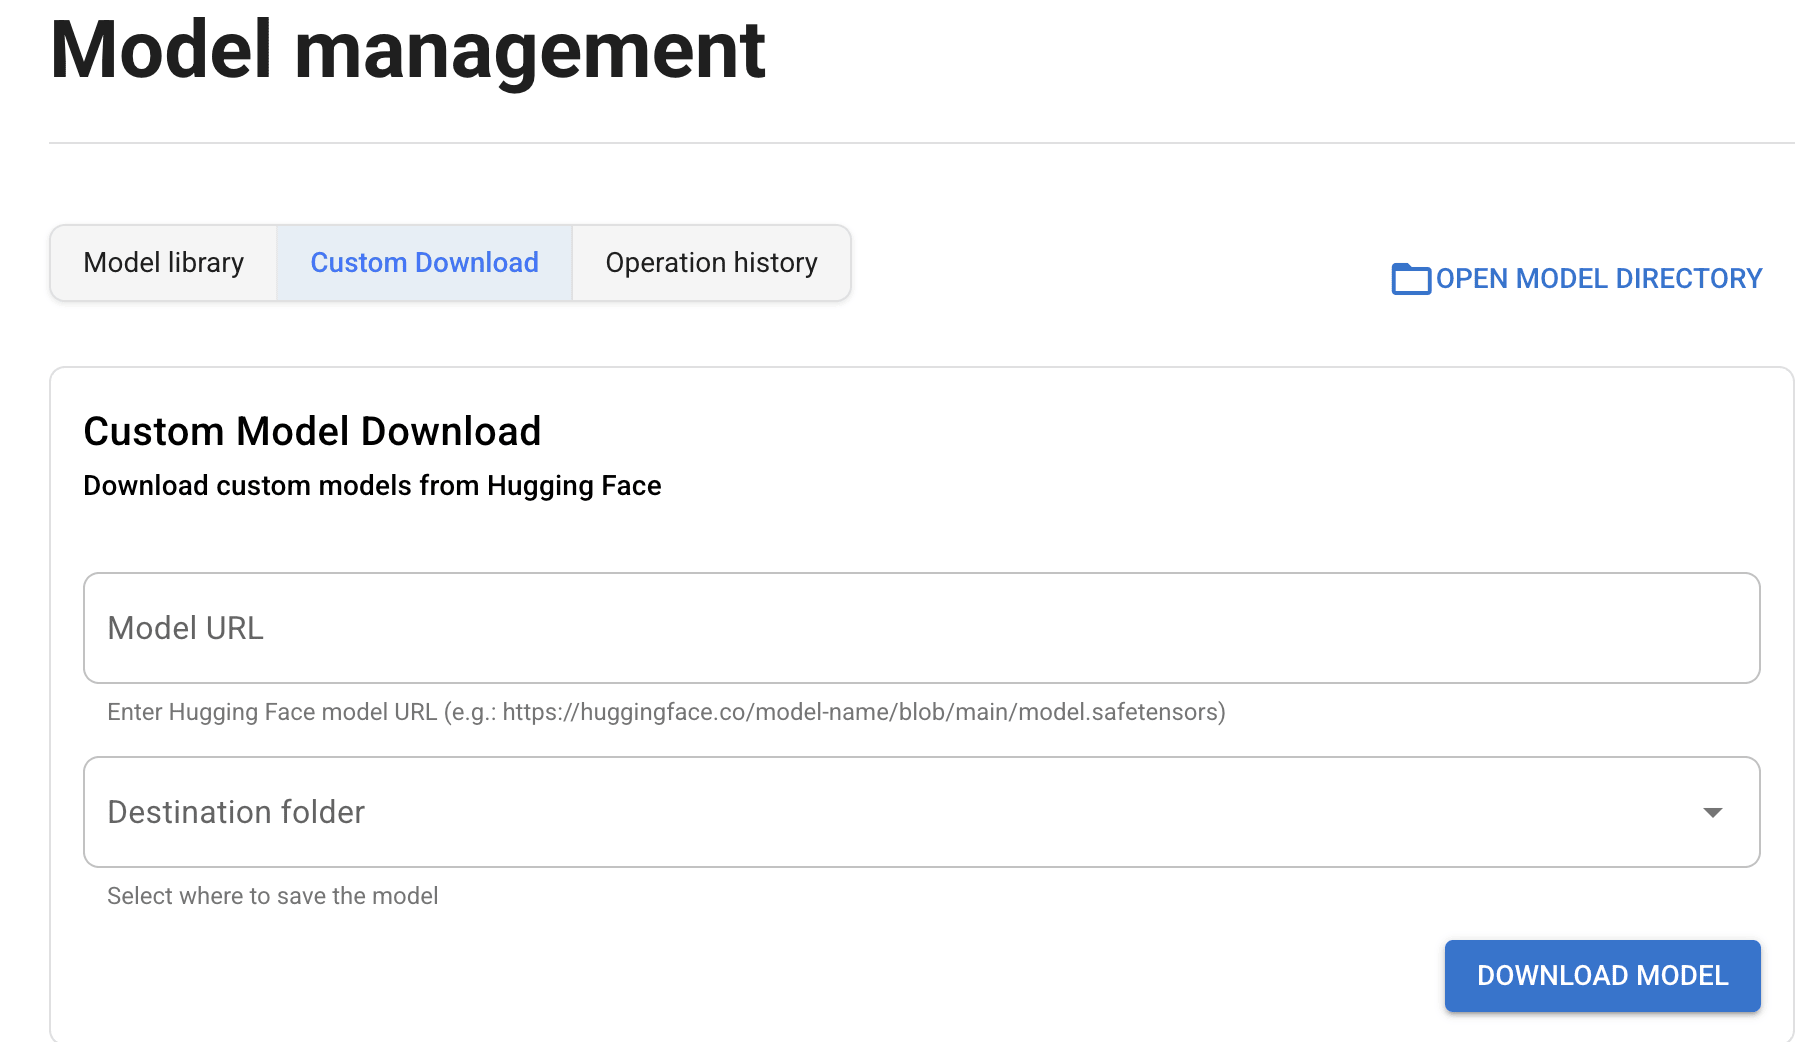 Model management
Model library
Custom Download
Operation history
OPEN MODEL DIRECTORY
Custom Model Download
Download custom models from Hugging Face
Model URL
Enter Hugging Face model URL (e.g.: https://huggingface.co/model-name/blob/main/model.safetensors)
Destination folder
Select where to save the model
DOWNLOAD MODEL